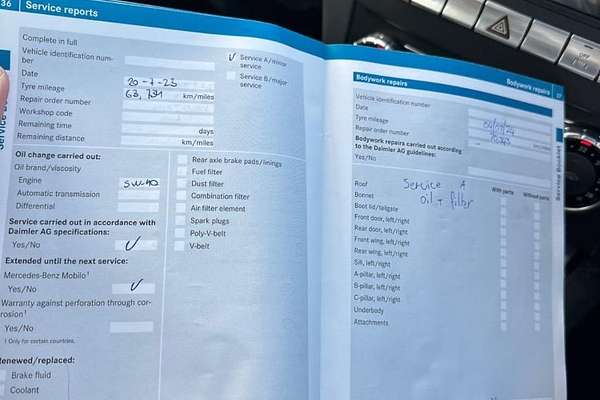 36 Service reports
Complete in full
Vehicle identification num-
ber
✓ Service A/minor
service
Service B/major
service
Date 20-7-23
Tyre mileage 63,
Repair order number km/miles
Workshop code
Remaining time days
Remaining distance km/miles
Oil change carried out:
Oil brand/viscosity
Engine 5W40
Automatic transmission
Differential
Service carried out in accordance with
Daimler AG specifications:
Yes/No ✓
Extended until the next service:
Mercedes-Benz Mobilo¹
Yes/No ✓
Warranty against perforation through cor-
rosion¹
Yes/No
¹ Only for certain countries.
Renewed/replaced:
Brake fluid
Coolant
Rear axle brake pads/linings
Fuel filter
Dust filter
Combination filter
Air filter element
Spark plugs
Poly-V-belt
V-belt
Bodywork repairs
Bodywork repairs 37
Vehicle identification number
Date
Tyre mileage
Repair order number
Bodywork repairs carried out according
to the Daimler AG guidelines:
Yes/No
With parts
Without parts
Service A
oil + filter
Roof
Bonnet
Boot lid/tailgate
Front door, left/right
Rear door, left/right
Front wing, left/right
Rear wing, left/right
Sill, left/right
A-pillar, left/right
B-pillar, left/right
C-pillar, left/right
Underbody
Attachments
Service Booklet
OFF